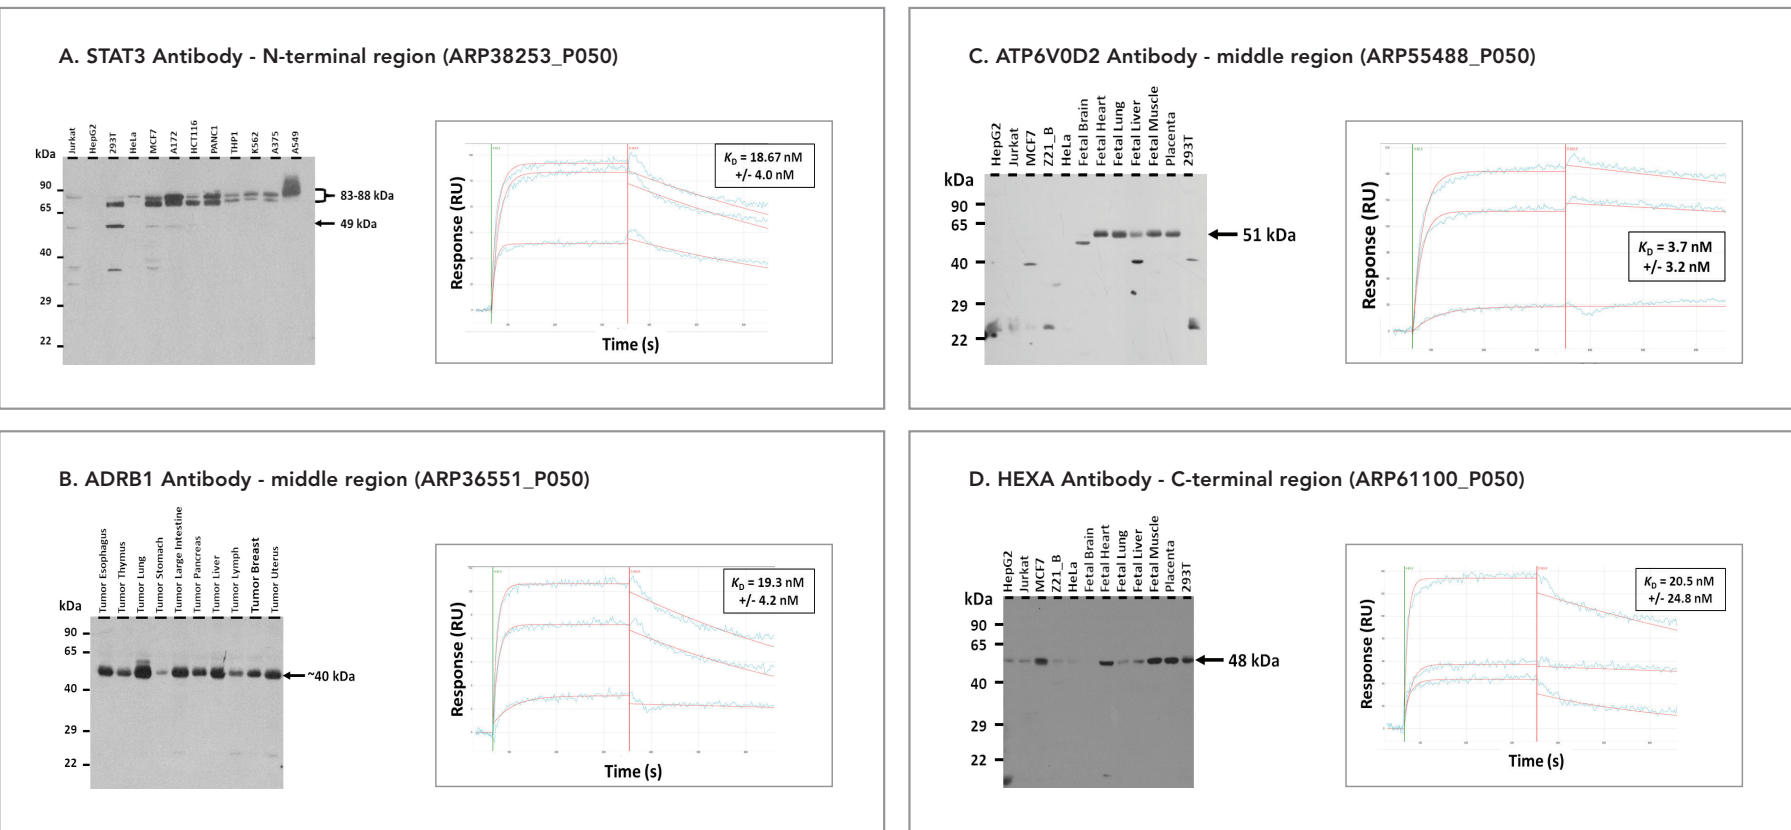 A. STAT3 Antibody - N-terminal region (ARP38253_P050)
Jurkat
HepG2
293T
HeLa
MCF7
A172
HCT116
PANC1
THP1
K562
A375
A549
kDa
90
65
40
29
22
83-88 kDa
49 kDa
Response (RU)
KD = 18.67 nM
+/- 4.0 nM
Time (s)
C. ATP6V0D2 Antibody - middle region (ARP55488_P050)
HepG2
Jurkat
MCF7
Z21_B
HeLa
Fetal Brain
Fetal Heart
Fetal Lung
Fetal Liver
Fetal Muscle
Placenta
293T
kDa
90
65
40
29
22
51 kDa
Response (RU)
KD = 3.7 nM
+/- 3.2 nM
B. ADRB1 Antibody - middle region (ARP36551_P050)
Tumor Esophagus
Tumor Thymus
Tumor Lung
Tumor Stomach
Tumor Large Intestine
Tumor Pancreas
Tumor Liver
Tumor Lymph
Tumor Breast
Tumor Uterus
kDa
90
65
40
29
22
~40 kDa
Response (RU)
KD = 19.3 nM
+/- 4.2 nM
Time (s)
D. HEXA Antibody - C-terminal region (ARP61100_P050)
HepG2
Jurkat
MCF7
Z21_B
HeLa
Fetal Brain
Fetal Heart
Fetal Lung
Fetal Liver
Fetal Muscle
Placenta
293T
kDa
90
65
40
29
22
48 kDa
Response (RU)
KD = 20.5 nM
+/- 24.8 nM
Time (s)